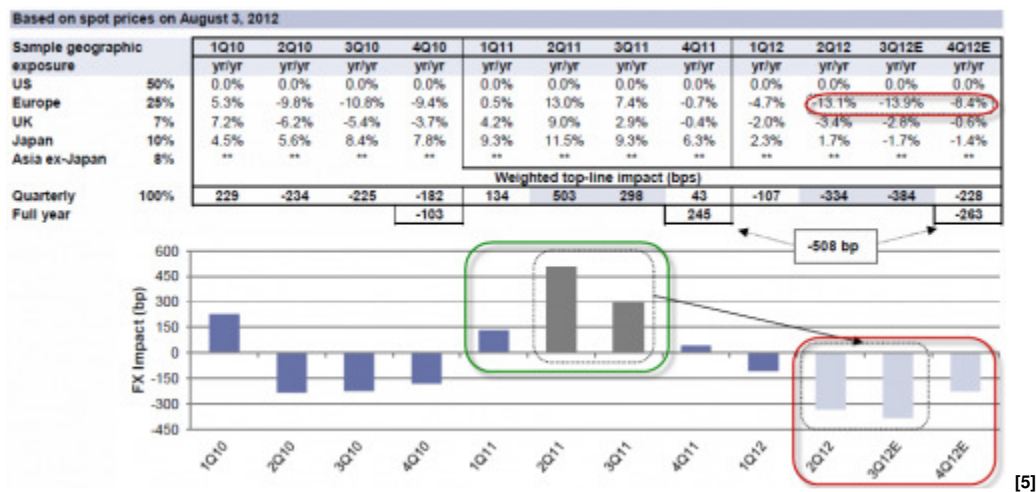 Based on spot prices on August 3, 2012
Sample geographic 1Q10 2Q10 3Q10 4Q10 1Q11 2Q11 3Q11 4Q11 1Q12 2Q12 3Q12E 4Q12E
exposure yr/yr yr/yr yr/yr yr/yr yr/yr yr/yr yr/yr yr/yr yr/yr yr/yr yr/yr yr/yr
US 50% 0.0% 0.0% 0.0% 0.0% 0.0% 0.0% 0.0% 0.0% 0.0% 0.0% 0.0% 0.0%
Europe 25% 5.3% -9.8% -10.8% -9.4% 0.5% 13.0% 7.4% -0.7% -4.7% -13.1% -13.9% -8.4%
UK 7% 7.2% -6.2% -5.4% -3.7% 4.2% 9.0% 2.9% -0.4% -2.0% -3.4% -2.8% -0.6%
Japan 10% 4.5% 5.6% 8.4% 7.8% 9.3% 11.5% 9.3% 6.3% 2.3% 1.7% -1.7% -1.4%
Asia ex-Japan 8% ** ** ** ** ** ** ** ** ** ** ** **
Weighted top-line impact (bps)
Quarterly 100% 229 -234 -225 -182 134 503 298 43 -107 -334 -384 -228
Full year -103 245 -263
-508 bp
FX Impact (bp)
600
450
300
150
0
-150
-300
-450
1Q10 2Q10 3Q10 4Q10 1Q11 2Q11 3Q11 4Q11 1Q12 2Q12 3Q12E 4Q12E
[5]